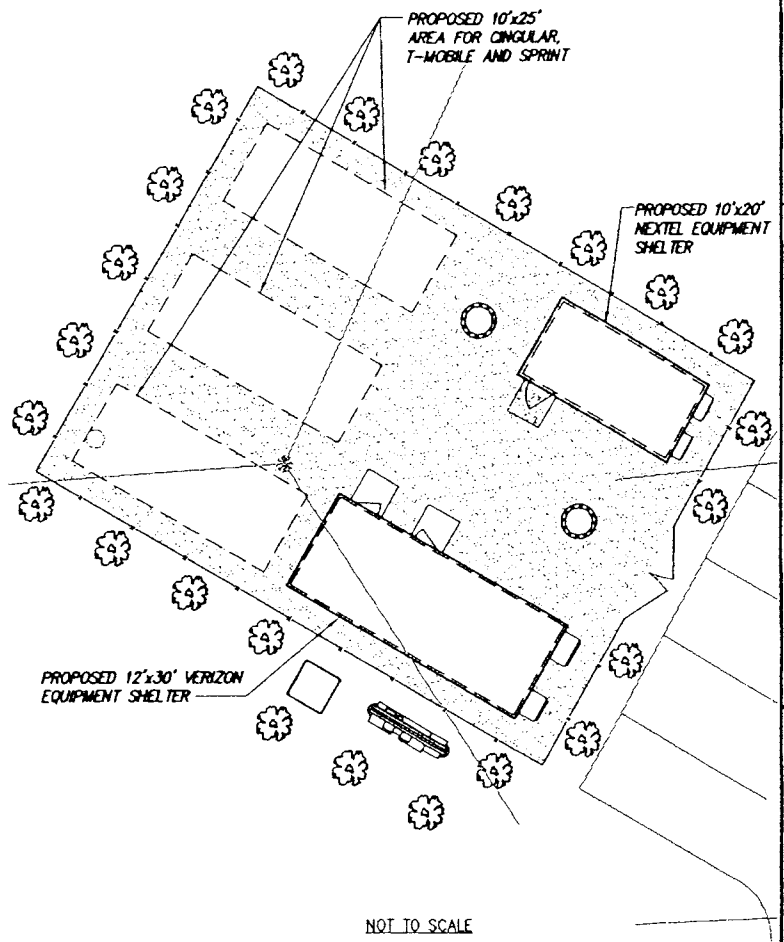 PROPOSED 10'x25'
AREA FOR CINGULAR,
T-MOBILE AND SPRINT
PROPOSED 10'x20'
NEXTEL EQUIPMENT
SHELTER
PROPOSED 12'x30' VERIZON
EQUIPMENT SHELTER
NOT TO SCALE